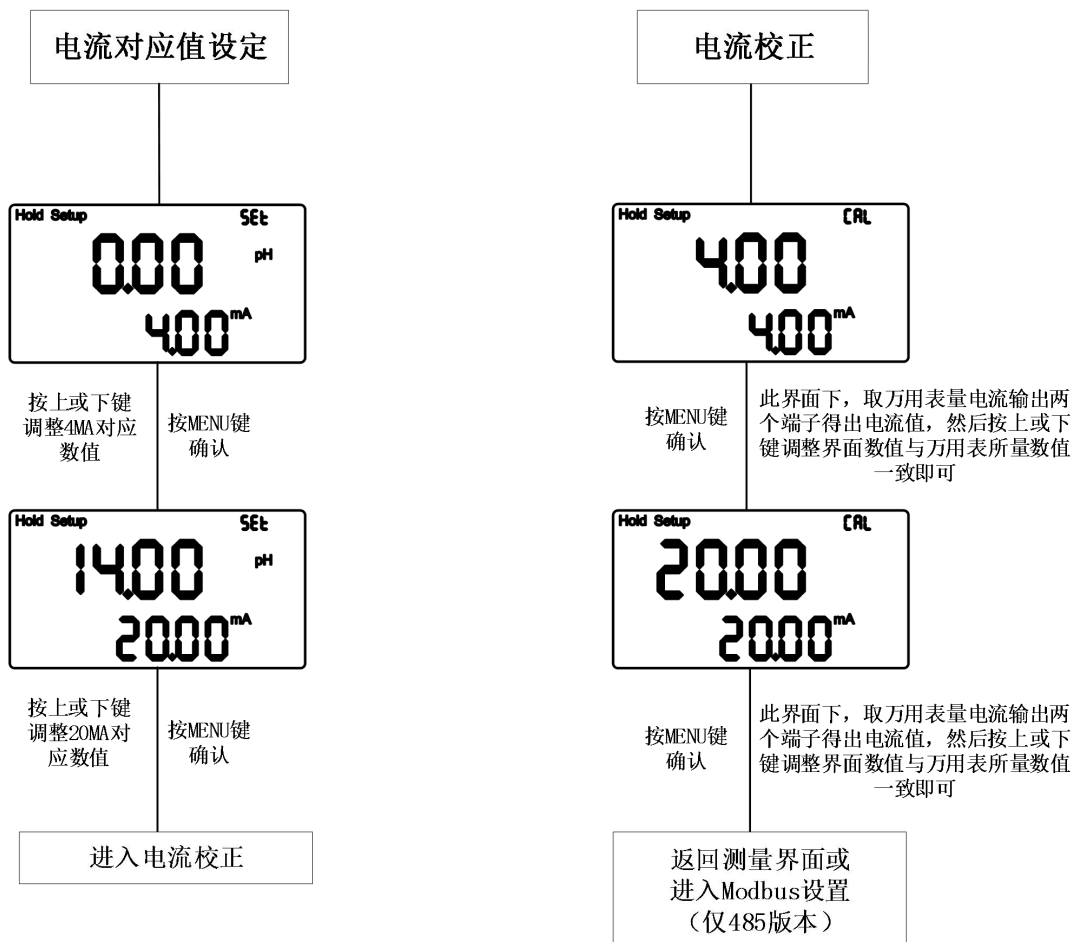 电流对应值设定
Hold Setup
SEt
0.00
pH
4.00
mA
按上或下键
调整4MA对应
数值
按MENU键
确认
Hold Setup
SEt
14.00
pH
20.00
mA
按上或下键
调整20MA对
应数值
按MENU键
确认
进入电流校正
电流校正
Hold Setup
CAL
4.00
4.00
mA
按MENU键
确认
此界面下，取万用表量电流输出两
个端子得出电流值，然后按上或下
键调整界面数值与万用表所量数值
一致即可
Hold Setup
CAL
20.00
20.00
mA
按MENU键
确认
此界面下，取万用表量电流输出两
个端子得出电流值，然后按上或下
键调整界面数值与万用表所量数值
一致即可
返回测量界面或
进入Modbus设置
（仅485版本）